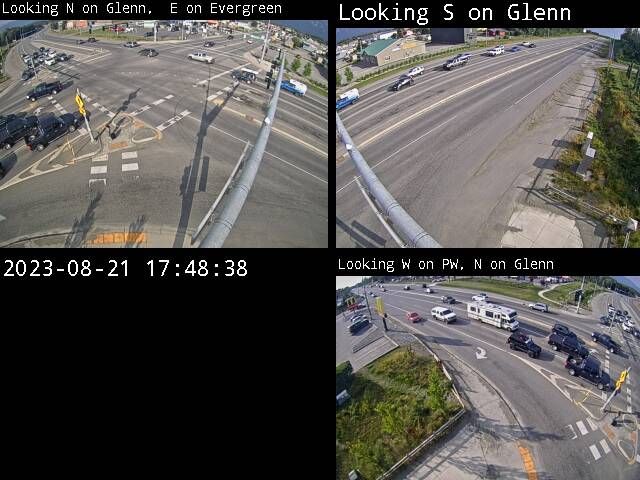 Looking N on Glenn,  E on Evergreen
Looking S on Glenn
2023-08-21 17:48:38
Looking W on PW, N on Glenn